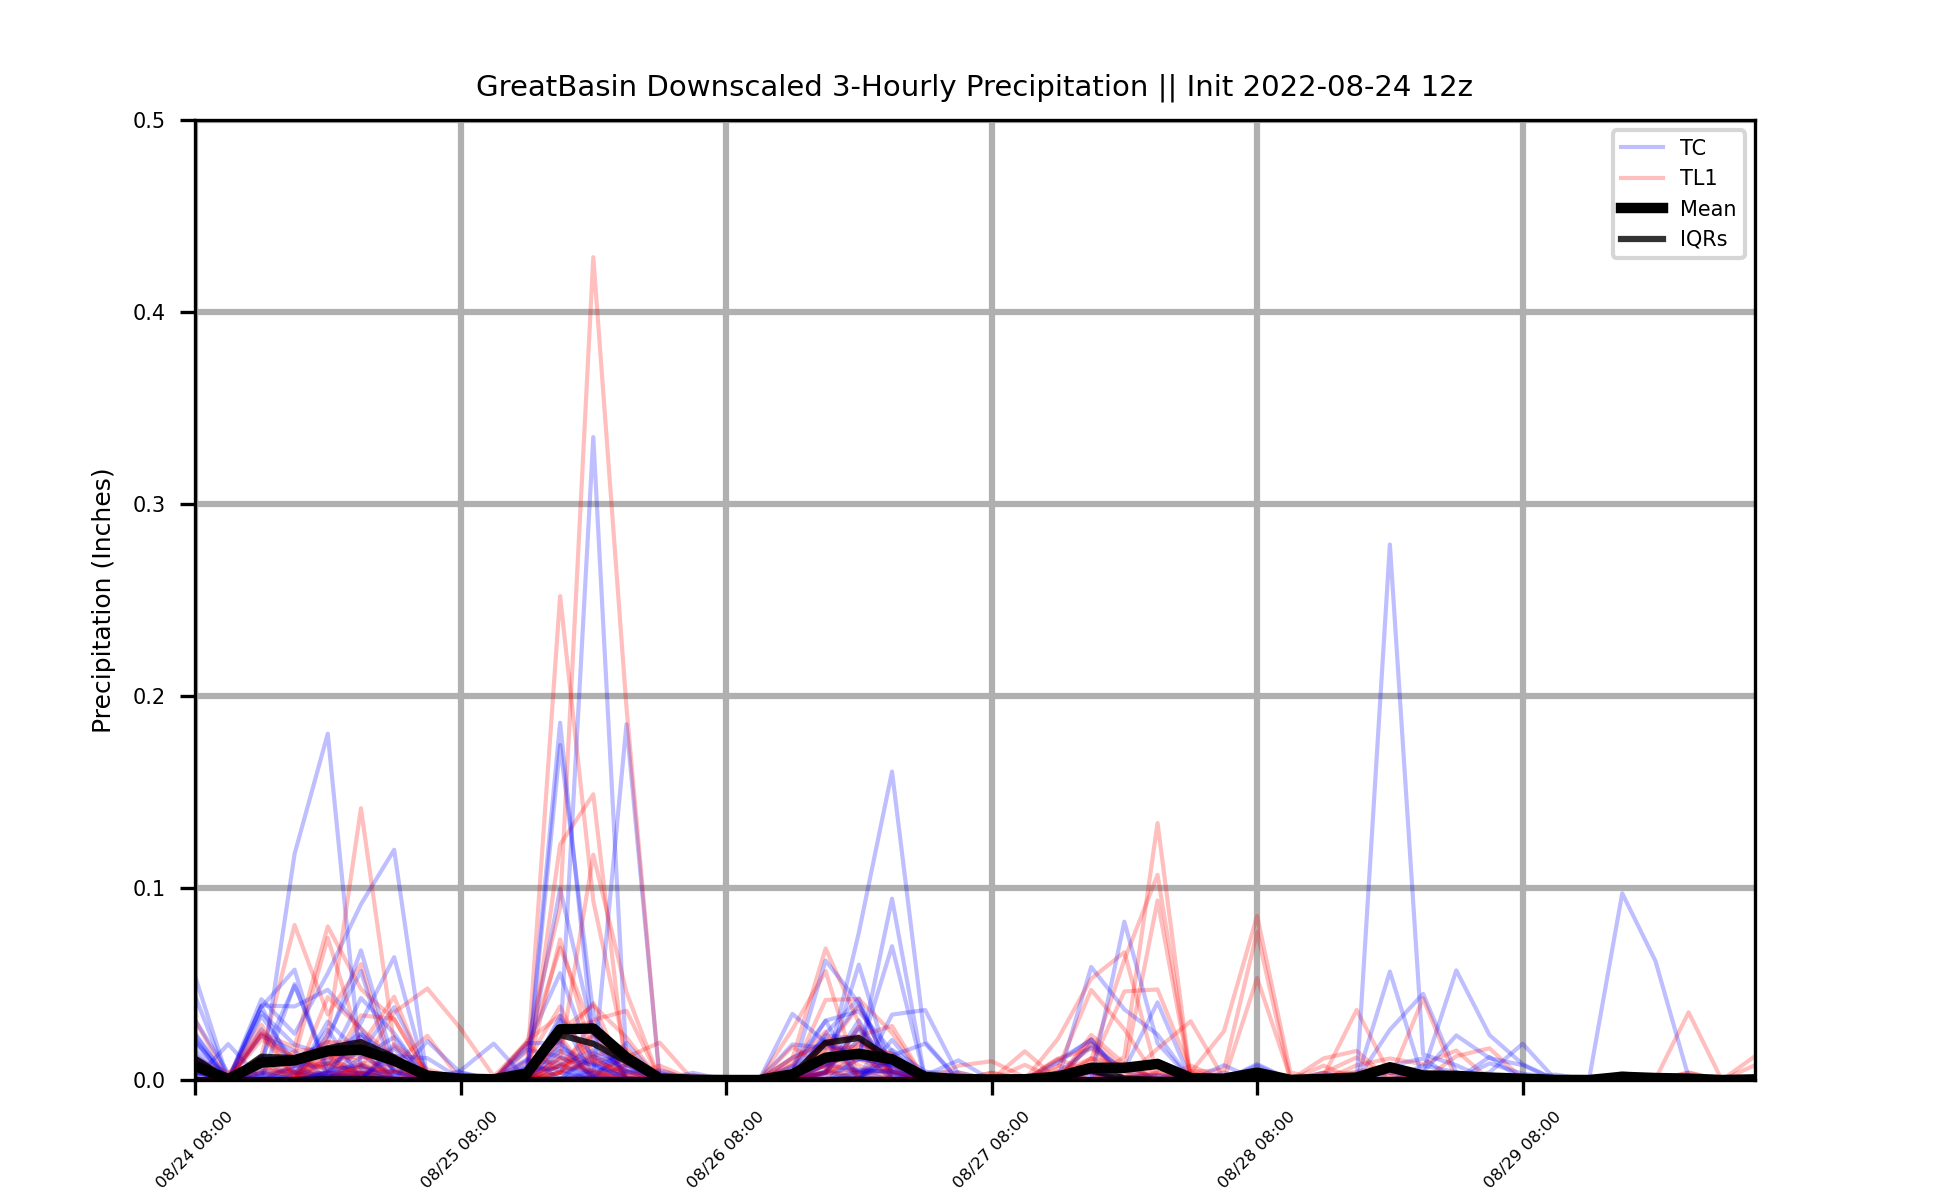 GreatBasin Downscaled 3-Hourly Precipitation || Init 2022-08-24 12z
TC
TL1
Mean
IQRs
Precipitation (Inches)
0.5
0.4
0.3
0.2
0.1
0.0
08/24 08:00
08/25 08:00
08/26 08:00
08/27 08:00
08/28 08:00
08/29 08:00